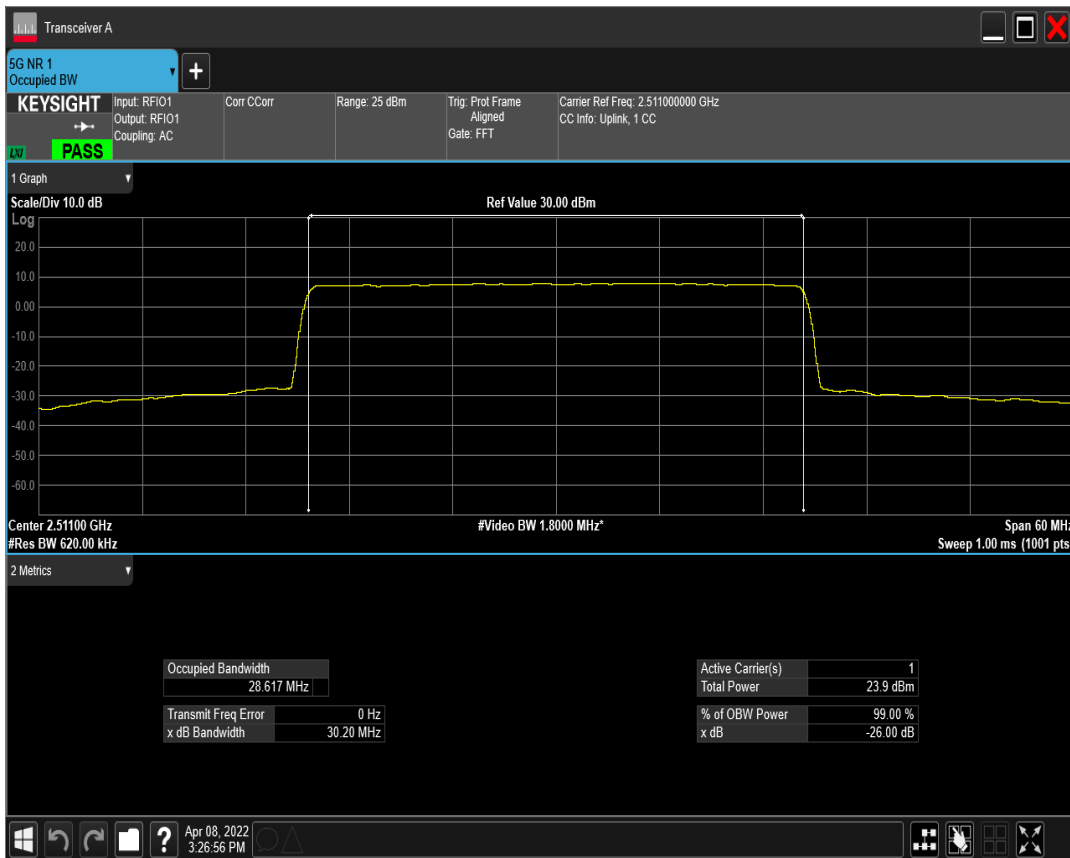 Transceiver A
5G NR 1
Occupied BW
+
KEYSIGHT
LXI
PASS
Input: RFIO1
Output: RFIO1
Coupling: AC
Corr CCorr
Range: 25 dBm
Trig: Prot Frame
Aligned
Gate: FFT
Carrier Ref Freq: 2.511000000 GHz
CC Info: Uplink, 1 CC
1 Graph
Scale/Div 10.0 dB
Ref Value 30.00 dBm
Log
20.0
10.0
0.00
-10.0
-20.0
-30.0
-40.0
-50.0
-60.0
Center 2.51100 GHz
#Video BW 1.8000 MHz*
Span 60 MHz
#Res BW 620.00 kHz
Sweep 1.00 ms (1001 pts
2 Metrics
Occupied Bandwidth
28.617 MHz
Transmit Freq Error 0 Hz
x dB Bandwidth 30.20 MHz
Active Carrier(s) 1
Total Power 23.9 dBm
% of OBW Power 99.00 %
x dB -26.00 dB
?
Apr 08, 2022
3:26:56 PM